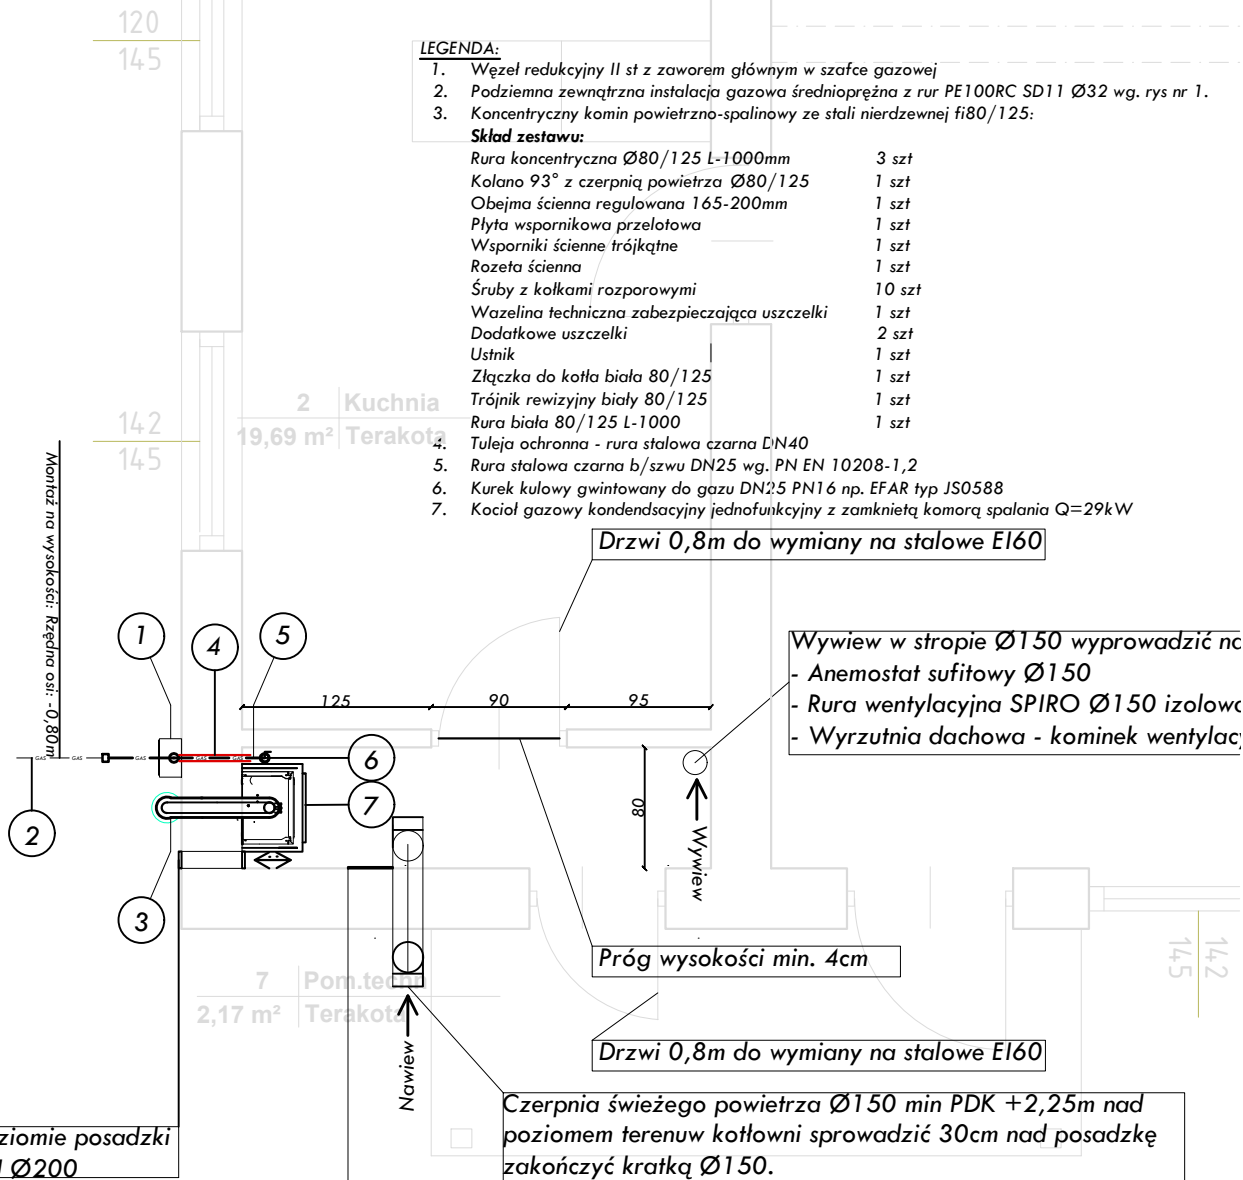 120
145
LEGENDA:
1. Węzeł redukcyjny II st z zaworem głównym w szafce gazowej
2. Podziemna zewnątrzna instalacja gazowa średnioprężna z rur PE100RC SD11 Ø32 wg. rys nr 1.
3. Koncentryczny komin powietrzno-spalinowy ze stali nierdzewnej fi80/125:
Skład zestawu:
Rura koncentryczna Ø80/125 L-1000mm 3 szt
Kolano 93° z czerpnią powietrza Ø80/125 1 szt
Obejma ścienna regulowana 165-200mm 1 szt
Płyta wspornikowa przelotowa 1 szt
Wsporniki ścienne trójkątne 1 szt
Rozeta ścienna 1 szt
Śruby z kołkami rozporowymi 10 szt
Wazelina techniczna zabezpieczająca uszczelki 1 szt
Dodatkowe uszczelki 2 szt
Ustnik 1 szt
Złączka do kotła biała 80/125 1 szt
Trójnik rewizyjny biały 80/125 1 szt
Rura biała 80/125 L-1000 1 szt
4. Tuleja ochronna - rura stalowa czarna DN40
5. Rura stalowa czarna b/szwu DN25 wg. PN EN 10208-1,2
6. Kurek kulowy gwintowany do gazu DN25 PN16 np. EFAR typ JS0588
7. Kocioł gazowy kondendsacyjny jednofunkcyjny z zamkniętą komorą spalania Q=29kW
2 Kuchnia
19,69 m² Terakota
142
145
Montaż na wysokości: Rzędna osi: -0,80m
Drzwi 0,8m do wymiany na stalowe EI60
1
4
5
Wywiew w stropie Ø150 wyprowadzić na
- Anemostat sufitowy Ø150
- Rura wentylacyjna SPIRO Ø150 izolowa
- Wyrzutnia dachowa - kominek wentylacy
125
90
95
GAS
GAS
GAS
GAS
GAS
6
7
80
2
3
Wywiew
Próg wysokości min. 4cm
145
142
7 Pom.techn
2,17 m² Terakota
Nawiew
Drzwi 0,8m do wymiany na stalowe EI60
Czerpnia świeżego powietrza Ø150 min PDK +2,25m nad
poziomem terenuw kotłowni sprowadzić 30cm nad posadzkę
zakończyć kratką Ø150.
ziomie posadzki
Ø200